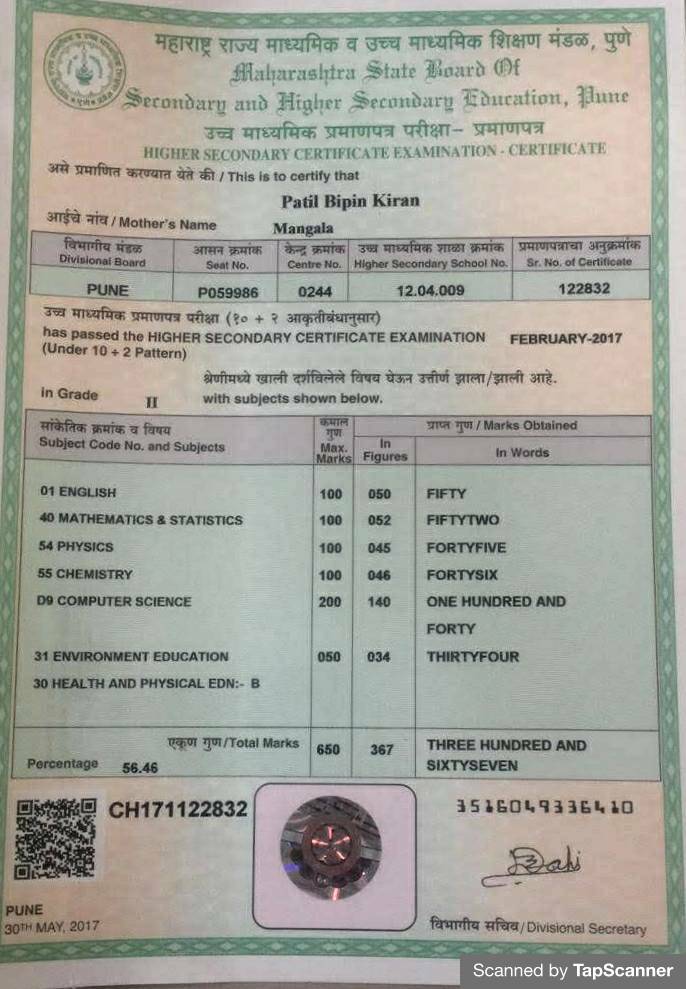 महाराष्ट्र राज्य माध्यमिक व उच्च माध्यमिक शिक्षण मंडळ, पुणे
Maharashtra State Board Of
Secondary and Higher Secondary Education, Pune
उच्च माध्यमिक प्रमाणपत्र परीक्षा– प्रमाणपत्र
HIGHER SECONDARY CERTIFICATE EXAMINATION - CERTIFICATE
असे प्रमाणित करण्यात येते की / This is to certify that
Patil Bipin Kiran
आईचे नांव / Mother's Name Mangala
विभागीय मंडळ आसन क्रमांक केन्द्र क्रमांक उच्च माध्यमिक शाळा क्रमांक प्रमाणपत्राचा अनुक्रमांक
Divisional Board Seat No. Centre No. Higher Secondary School No. Sr. No. of Certificate
PUNE P059986 0244 12.04.009 122832
उच्च माध्यमिक प्रमाणपत्र परीक्षा (१० + २ आकृतीबंधानुसार)
has passed the HIGHER SECONDARY CERTIFICATE EXAMINATION FEBRUARY-2017
(Under 10 + 2 Pattern)
श्रेणीमध्ये खाली दर्शविलेले विषय घेऊन उत्तीर्ण झाला/झाली आहे.
in Grade II with subjects shown below.
सांकेतिक क्रमांक व विषय
Subject Code No. and Subjects
कमाल
गुण
Max.
Marks
प्राप्त गुण / Marks Obtained
In
Figures
In Words
01 ENGLISH 100 050 FIFTY
40 MATHEMATICS & STATISTICS 100 052 FIFTYTWO
54 PHYSICS 100 045 FORTYFIVE
55 CHEMISTRY 100 046 FORTYSIX
D9 COMPUTER SCIENCE 200 140 ONE HUNDRED AND
FORTY
31 ENVIRONMENT EDUCATION 050 034 THIRTYFOUR
30 HEALTH AND PHYSICAL EDN:- B
एकूण गुण/Total Marks 650 367 THREE HUNDRED AND
SIXTYSEVEN
Percentage 56.46
CH171122832
3516049336410
PUNE
30TH MAY, 2017
विभागीय सचिव/Divisional Secretary
Scanned by TapScanner